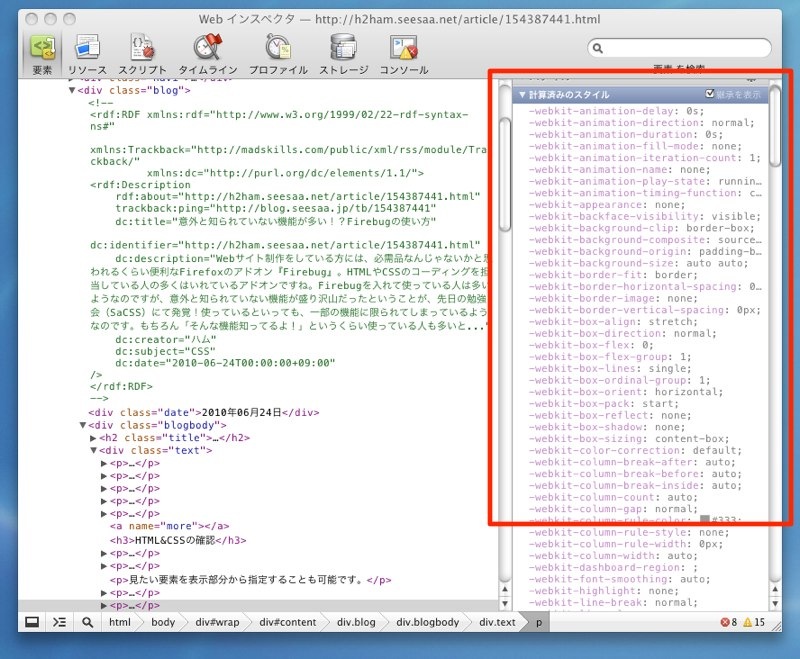 Web インスペクタ — http://h2ham.seesaa.net/article/154387441.html
要素
リソース
スクリプト
タイムライン
プロファイル
ストレージ
コンソール
▼<div class="blog">
<!--
<rdf:RDF xmlns:rdf="http://www.w3.org/1999/02/22-rdf-syntax-
ns#"
xmlns:Trackback="http://madskills.com/public/xml/rss/module/Tra
ckback/"
xmlns:dc="http://purl.org/dc/elements/1.1/">
<rdf:Description
rdf:about="http://h2ham.seesaa.net/article/154387441.html"
trackback:ping="http://blog.seesaa.jp/tb/154387441"
dc:title="意外と知られていない機能が多い！？Firebugの使い方"
dc:identifier="http://h2ham.seesaa.net/article/154387441.html"
dc:description="Webサイト制作をしている方には、必需品なんじゃないかと思
われるくらい便利なFirefoxのアドオン『Firebug』。HTMLやCSSのコーディングを担
当している人の多くはいれているアドオンですね。Firebugを入れて使っている人は多い
ようなのですが、意外と知られていない機能が盛り沢山だったということが、先日の勉強
会（SaCSS）にて発覚！使っているといっても、一部の機能に限られてしまっているよう
なのです。もちろん「そんな機能知ってるよ！」というくらい使っている人も多いと..."
dc:creator="ハム"
dc:subject="CSS"
dc:date="2010-06-24T00:00:00+09:00"
/>
</rdf:RDF>
-->
<div class="date">2010年06月24日</div>
▼<div class="blogbody">
▶<h2 class="title">…</h2>
▼<div class="text">
▶<p>…</p>
▶<p>…</p>
▶<p>…</p>
▶<p>…</p>
▶<p>…</p>
<a name="more"></a>
<h3>HTML&CSSの確認</h3>
▶<p>…</p>
▶<p>…</p>
<p>見たい要素を表示部分から指定することも可能です。</p>
▶<p>…</p>
▶<p>…</p>
▼計算済みのスタイル
継承を表示
-webkit-animation-delay: 0s;
-webkit-animation-direction: normal;
-webkit-animation-duration: 0s;
-webkit-animation-fill-mode: none;
-webkit-animation-iteration-count: 1;
-webkit-animation-name: none;
-webkit-animation-play-state: runnin…
-webkit-animation-timing-function: c…
-webkit-appearance: none;
-webkit-backface-visibility: visible;
-webkit-background-clip: border-box;
-webkit-background-composite: source…
-webkit-background-origin: padding-b…
-webkit-background-size: auto auto;
-webkit-border-fit: border;
-webkit-border-horizontal-spacing: 0…
-webkit-border-image: none;
-webkit-border-vertical-spacing: 0px;
-webkit-box-align: stretch;
-webkit-box-direction: normal;
-webkit-box-flex: 0;
-webkit-box-flex-group: 1;
-webkit-box-lines: single;
-webkit-box-ordinal-group: 1;
-webkit-box-orient: horizontal;
-webkit-box-pack: start;
-webkit-box-reflect: none;
-webkit-box-shadow: none;
-webkit-box-sizing: content-box;
-webkit-color-correction: default;
-webkit-column-break-after: auto;
-webkit-column-break-before: auto;
-webkit-column-break-inside: auto;
-webkit-column-count: auto;
-webkit-column-gap: normal;
-webkit-column-rule-color: #333;
-webkit-column-rule-style: none;
-webkit-column-rule-width: 0px;
-webkit-column-width: auto;
-webkit-dashboard-region: ;
-webkit-font-smoothing: auto;
-webkit-highlight: none;
-webkit-line-break: normal;
html
body
div#wrap
div#content
div.blog
div.blogbody
div.text
p
8
15